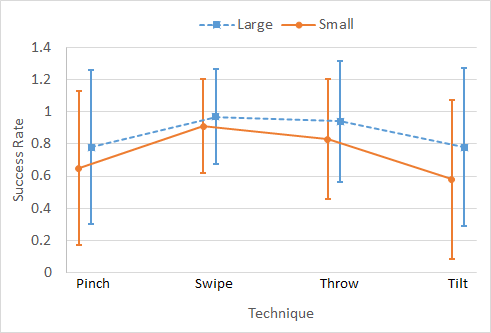 Large Small
1.4
1.2
1
0.8
0.6
0.4
0.2
0
Success Rate
Pinch Swipe Throw Tilt
Technique